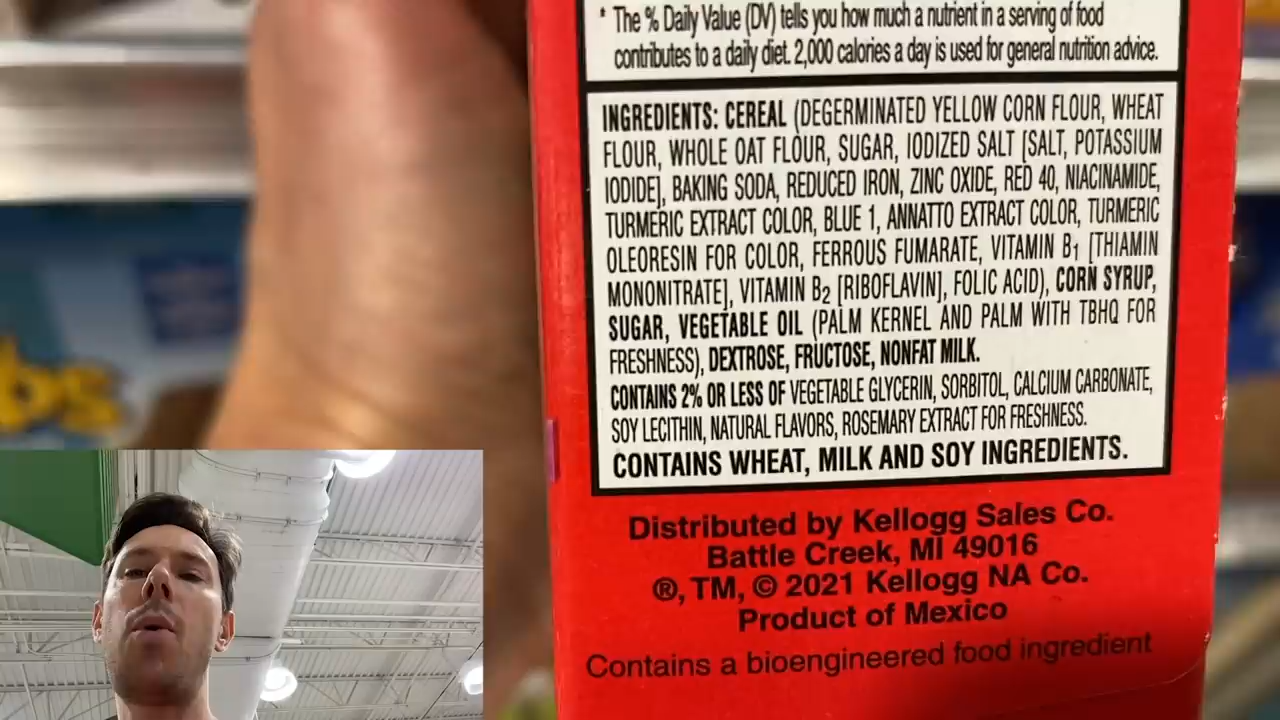 * The % Daily Value (DV) tells you how much a nutrient in a serving of food
contributes to a daily diet. 2,000 calories a day is used for general nutrition advice.
INGREDIENTS: CEREAL (DEGERMINATED YELLOW CORN FLOUR, WHEAT
FLOUR, WHOLE OAT FLOUR, SUGAR, IODIZED SALT [SALT, POTASSIUM
IODIDE], BAKING SODA, REDUCED IRON, ZINC OXIDE, RED 40, NIACINAMIDE,
TURMERIC EXTRACT COLOR, BLUE 1, ANNATTO EXTRACT COLOR, TURMERIC
OLEORESIN FOR COLOR, FERROUS FUMARATE, VITAMIN B1 [THIAMIN
MONONITRATE], VITAMIN B2 [RIBOFLAVIN], FOLIC ACID), CORN SYRUP,
SUGAR, VEGETABLE OIL (PALM KERNEL AND PALM WITH TBHQ FOR
FRESHNESS), DEXTROSE, FRUCTOSE, NONFAT MILK.
CONTAINS 2% OR LESS OF VEGETABLE GLYCERIN, SORBITOL, CALCIUM CARBONATE,
SOY LECITHIN, NATURAL FLAVORS, ROSEMARY EXTRACT FOR FRESHNESS.
CONTAINS WHEAT, MILK AND SOY INGREDIENTS.
Distributed by Kellogg Sales Co.
Battle Creek, MI 49016
®, TM, © 2021 Kellogg NA Co.
Product of Mexico
Contains a bioengineered food ingredient